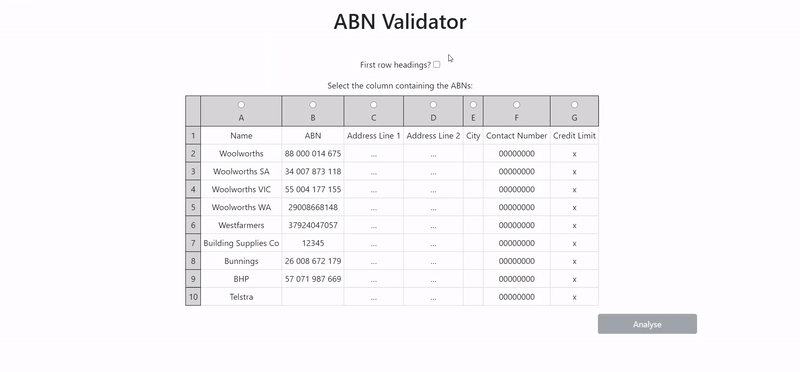 ABN Validator
First row headings?
Select the column containing the ABNs:
A B C D E F G
1 Name ABN Address Line 1 Address Line 2 City Contact Number Credit Limit
2 Woolworths 88 000 014 675 ... ... 00000000 x
3 Woolworths SA 34 007 873 118 ... ... 00000000 x
4 Woolworths VIC 55 004 177 155 ... ... 00000000 x
5 Woolworths WA 29008668148 ... ... 00000000 x
6 Westfarmers 37924047057 ... ... 00000000 x
7 Building Supplies Co 12345 ... ... 00000000 x
8 Bunnings 26 008 672 179 ... ... 00000000 x
9 BHP 57 071 987 669 ... ... 00000000 x
10 Telstra ... ... 00000000 x
Analyse